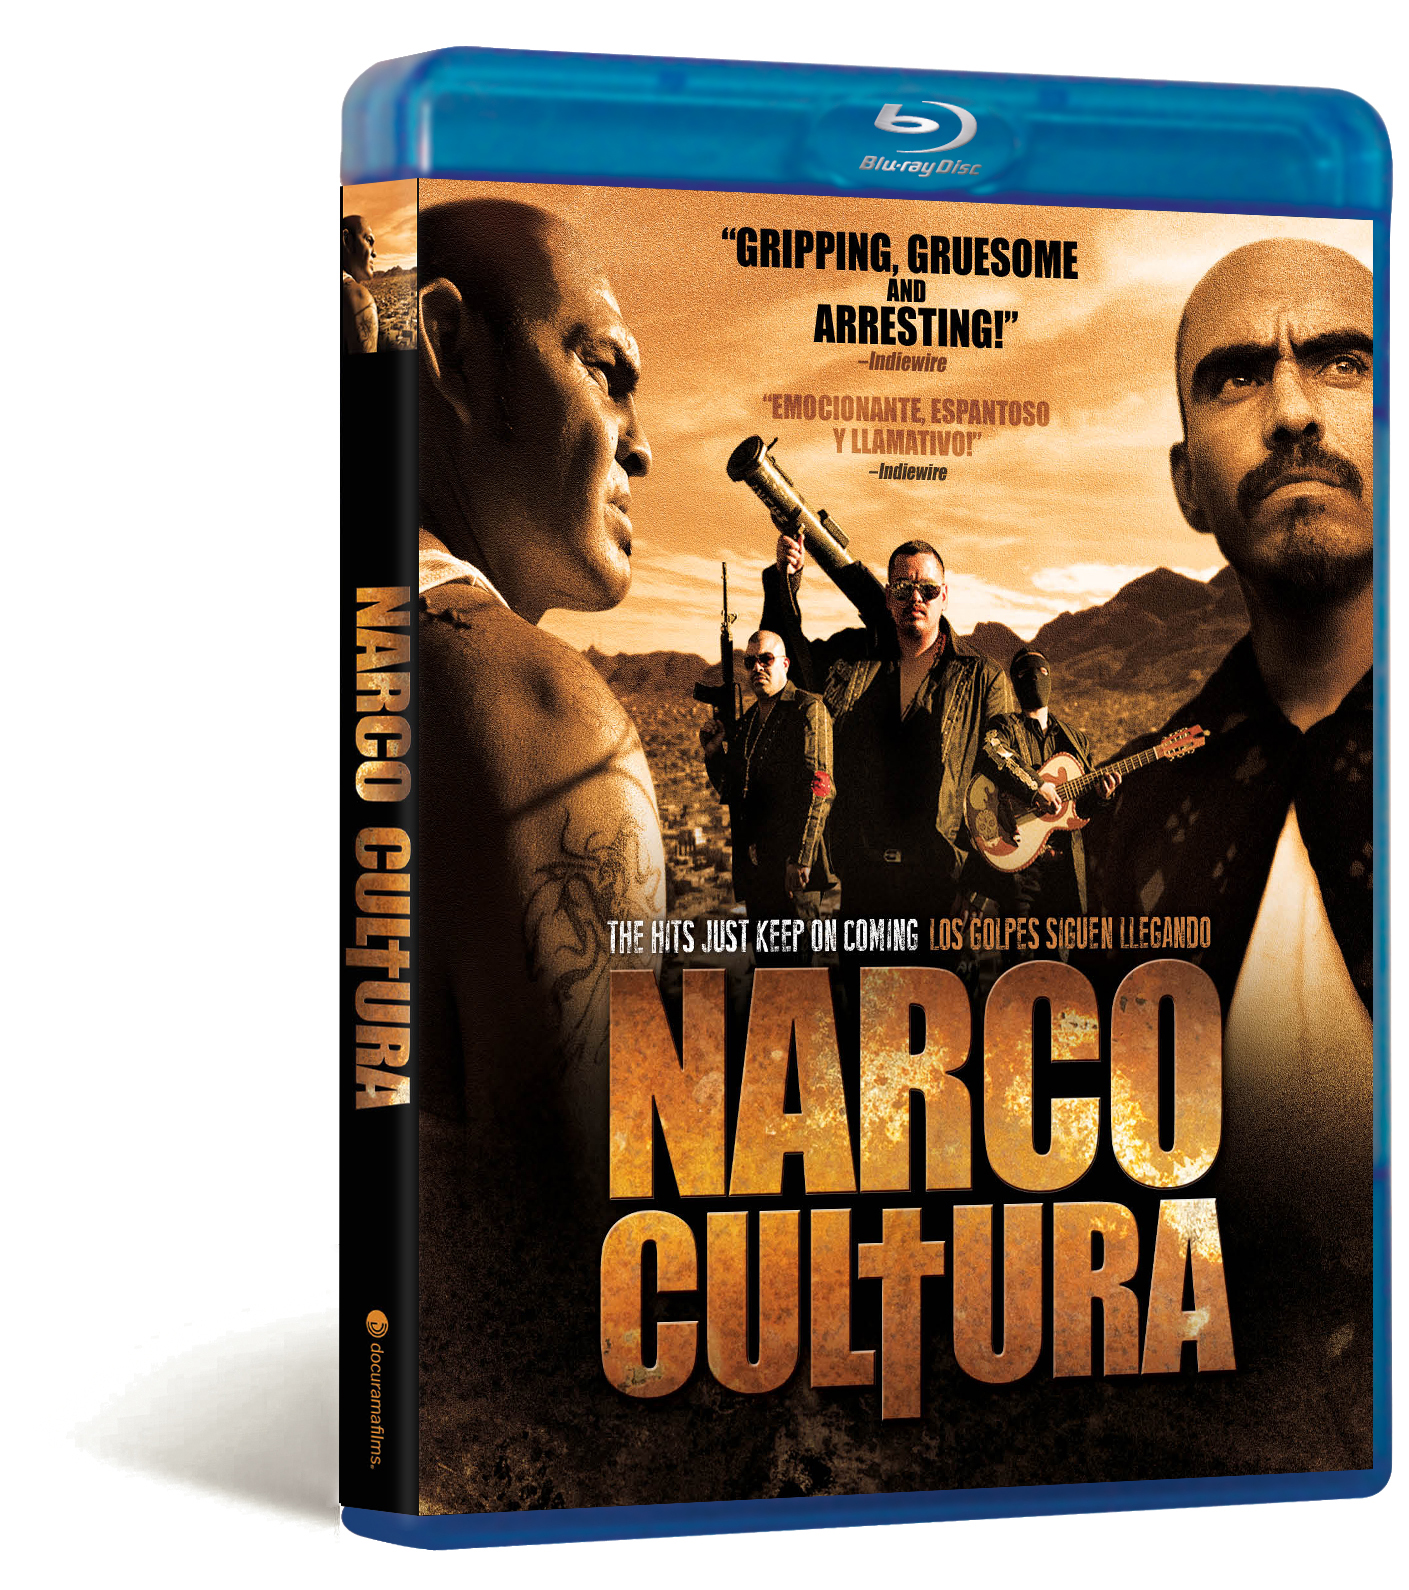 Blu-ray Disc
"GRIPPING, GRUESOME
AND
ARRESTING!"
–Indiewire
"EMOCIONANTE, ESPANTOSO
Y LLAMATIVO!"
–Indiewire
THE HITS JUST KEEP ON COMING LOS GOLPES SIGUEN LLEGANDO
NARCO
CULTURA
NARCO CULTURA
docuramafilms.